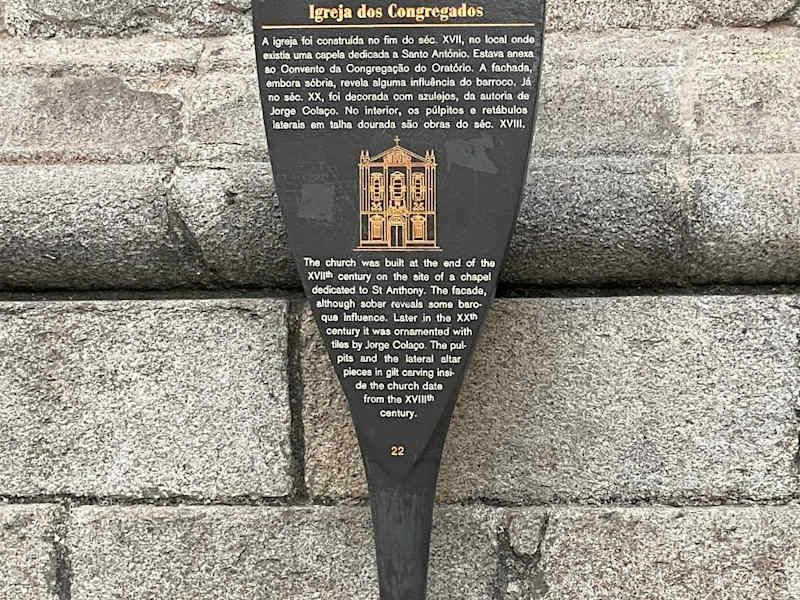 Igreja dos Congregados
A igreja foi construída no fim do séc. XVII, no local onde
existia uma capela dedicada a Santo António. Estava anexa
ao Convento da Congregação do Oratório. A fachada,
embora sóbria, revela alguma influência do barroco. Já
no séc. XX, foi decorada com azulejos, da autoria de
Jorge Colaço. No interior, os púlpitos e retábulos
laterais em talha dourada são obras do séc. XVIII.
The church was built at the end of the
XVIIth century on the site of a chapel
dedicated to St Anthony. The facade,
although sobar reveals some baro-
que influence. Later in the XXth
century it was ornamented with
tiles by Jorge Colaço. The pul-
pits and the lateral altar
pieces in gilt carving insi-
de the church date
from the XVIIIth
century.
22